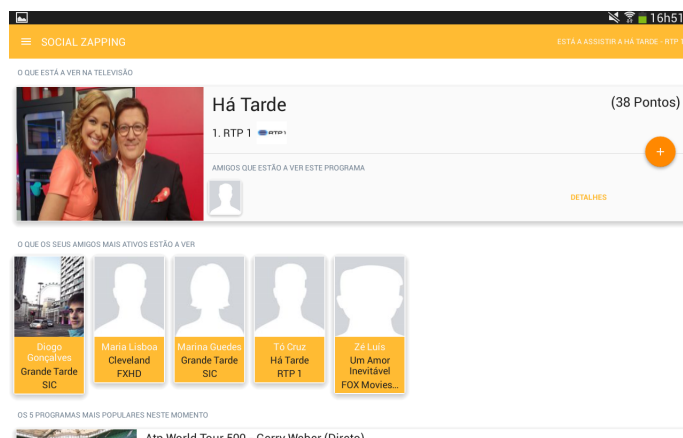 16h51
SOCIAL ZAPPING
ESTÁ A ASSISTIR A HÁ TARDE - RTP 1
O QUE ESTÁ A VER NA TELEVISÃO
Há Tarde
(38 Pontos)
1. RTP 1
RTP1
+
AMIGOS QUE ESTÃO A VER ESTE PROGRAMA
DETALHES
O QUE OS SEUS AMIGOS MAIS ATIVOS ESTÃO A VER
Diogo
Gonçalves
Grande Tarde
SIC
Maria Lisboa
Cleveland
FXHD
Marina Guedes
Grande Tarde
SIC
Tó Cruz
Há Tarde
RTP 1
Zé Luis
Um Amor
Inevitável
FOX Movies...
OS 5 PROGRAMAS MAIS POPULARES NESTE MOMENTO
Atp World Tour 500 - Gerry Weber (Direto)